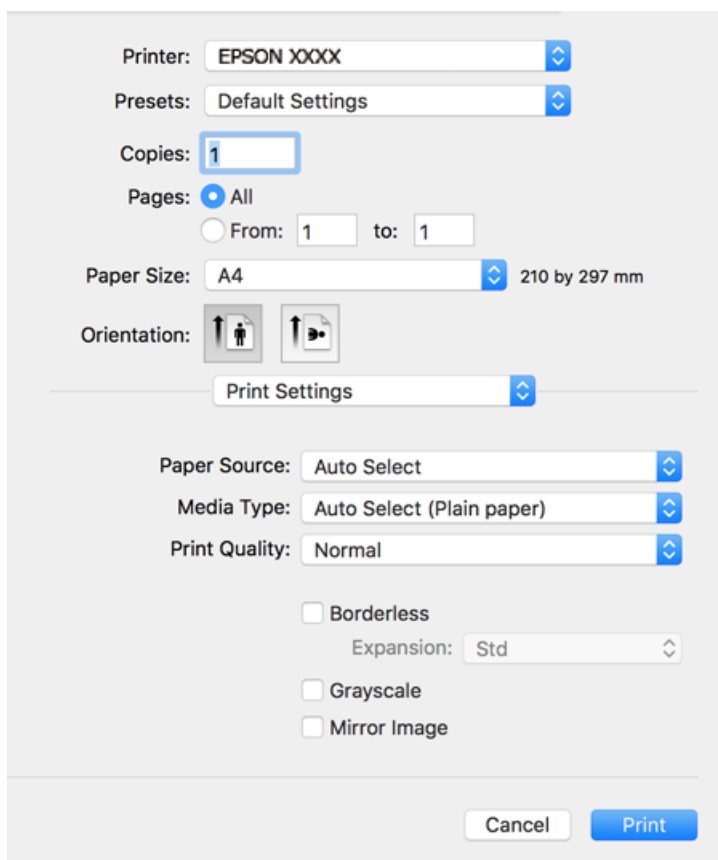 Printer: EPSON XXXX
Presets: Default Settings
Copies: 1
Pages: All
From: 1 to: 1
Paper Size: A4 210 by 297 mm
Orientation:
Print Settings
Paper Source: Auto Select
Media Type: Auto Select (Plain paper)
Print Quality: Normal
Borderless
Expansion: Std
Grayscale
Mirror Image
Cancel Print